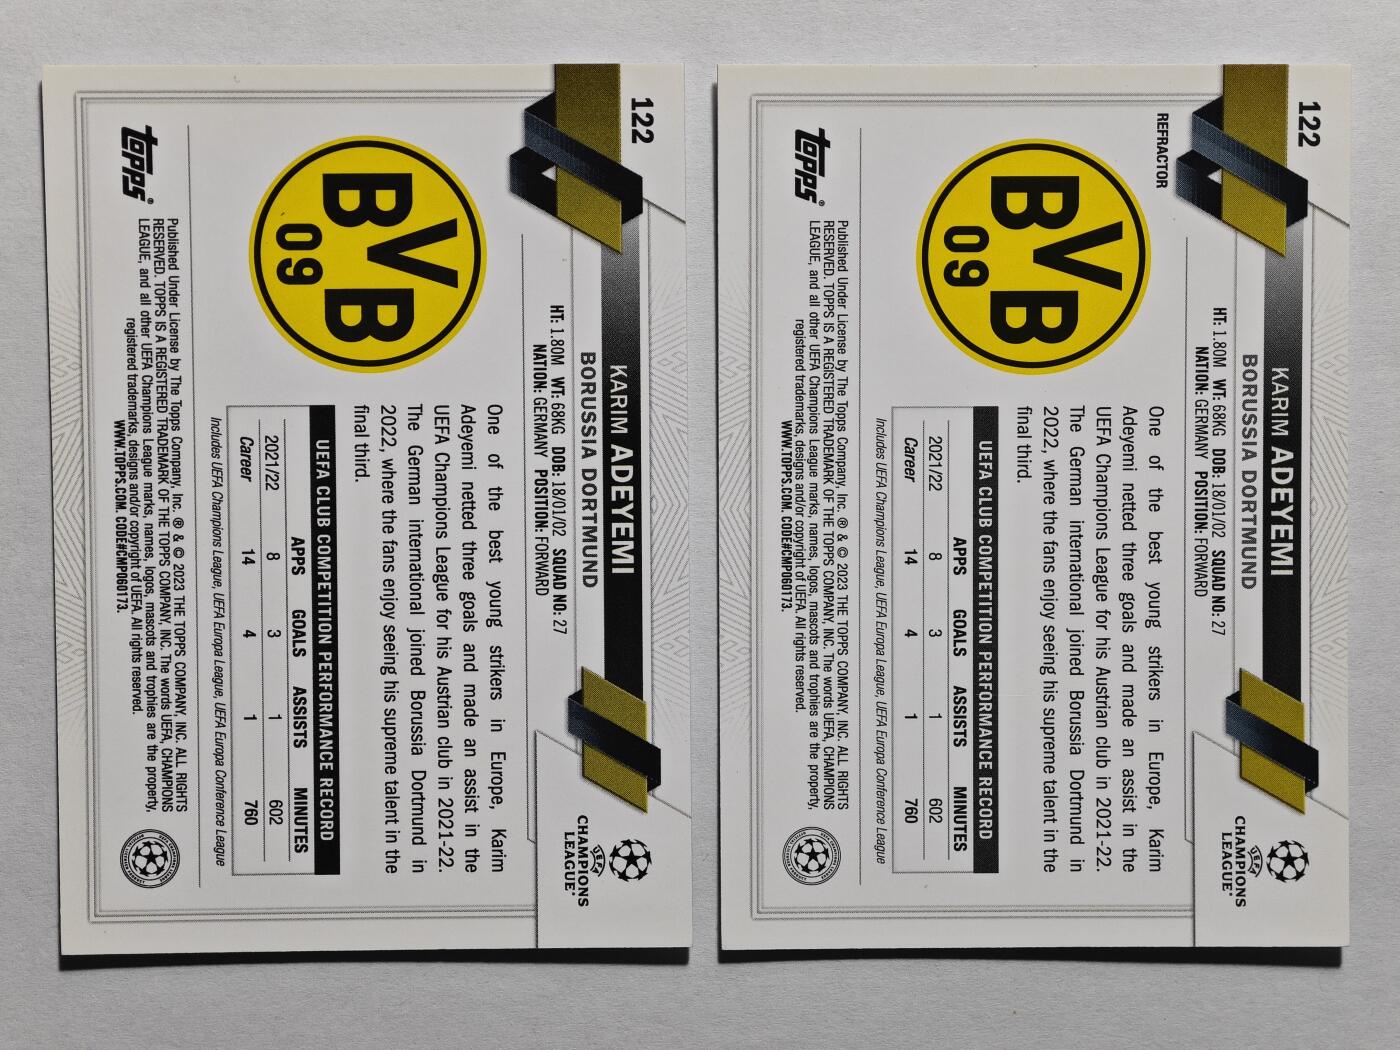 122
KARIM ADEYEMI
BORUSSIA DORTMUND
HT: 1.80M WT: 68KG DOB: 18/01/02 SQUAD NO: 27
NATION: GERMANY POSITION: FORWARD
UEFA
CHAMPIONS
LEAGUE®
BVB
09
One of the best young strikers in Europe, Karim
Adeyemi netted three goals and made an assist in the
UEFA Champions League for his Austrian club in 2021-22.
The German international joined Borussia Dortmund in
2022, where the fans enjoy seeing his supreme talent in the
final third.
UEFA CLUB COMPETITION PERFORMANCE RECORD
APPS GOALS ASSISTS MINUTES
2021/22 8 3 1 602
Career 14 4 1 760
Includes UEFA Champions League, UEFA Europa League, UEFA Europa Conference League
topps®
Published Under License by The Topps Company, Inc. ® & © 2023 THE TOPPS COMPANY, INC. ALL RIGHTS
RESERVED. TOPPS IS A REGISTERED TRADEMARK OF THE TOPPS COMPANY, INC. The words UEFA, CHAMPIONS
LEAGUE, and all other UEFA Champions League marks, names, logos, mascots and trophies are the property,
registered trademarks, designs and/or copyright of UEFA. All rights reserved.
WWW.TOPPS.COM. CODE#CMP060173.
122
REFRACTOR
KARIM ADEYEMI
BORUSSIA DORTMUND
HT: 1.80M WT: 68KG DOB: 18/01/02 SQUAD NO: 27
NATION: GERMANY POSITION: FORWARD
UEFA
CHAMPIONS
LEAGUE®
BVB
09
One of the best young strikers in Europe, Karim
Adeyemi netted three goals and made an assist in the
UEFA Champions League for his Austrian club in 2021-22.
The German international joined Borussia Dortmund in
2022, where the fans enjoy seeing his supreme talent in the
final third.
UEFA CLUB COMPETITION PERFORMANCE RECORD
APPS GOALS ASSISTS MINUTES
2021/22 8 3 1 602
Career 14 4 1 760
Includes UEFA Champions League, UEFA Europa League, UEFA Europa Conference League
topps®
Published Under License by The Topps Company, Inc. ® & © 2023 THE TOPPS COMPANY, INC. ALL RIGHTS
RESERVED. TOPPS IS A REGISTERED TRADEMARK OF THE TOPPS COMPANY, INC. The words UEFA, CHAMPIONS
LEAGUE, and all other UEFA Champions League marks, names, logos, mascots and trophies are the property,
registered trademarks, designs and/or copyright of UEFA. All rights reserved.
WWW.TOPPS.COM. CODE#CMP060173.